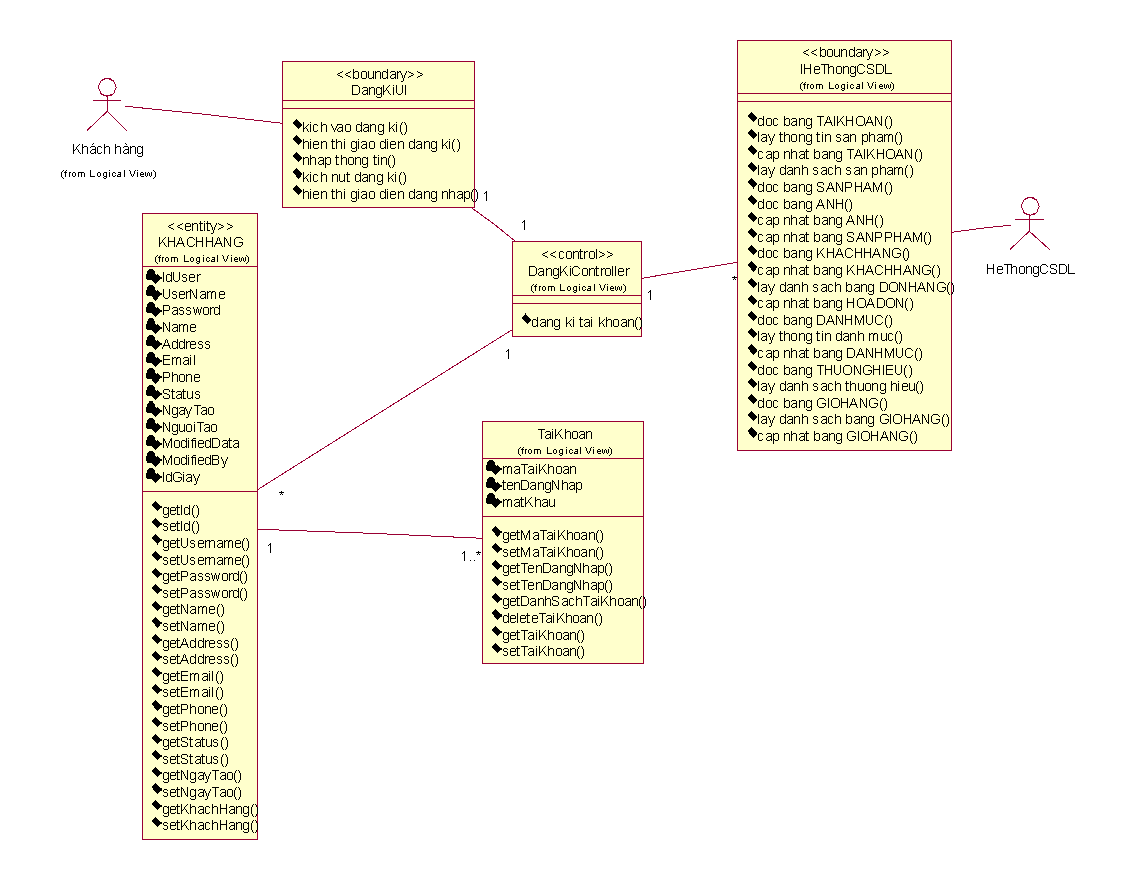 Khách hàng
(from Logical View)
<<boundary>>
DangKiUI
kich vao dang ki()
hien thi giao dien dang ki()
nhap thong tin()
kich nut dang ki()
hien thi giao dien dang nhap()
1
1
<<boundary>>
IHeThongCSDL
(from Logical View)
doc bang TAIKHOAN()
lay thong tin san pham()
cap nhat bang TAIKHOAN()
lay danh sach san pham()
doc bang SANPHAM()
doc bang ANH()
cap nhat bang ANH()
cap nhat bang SANPPHAM()
doc bang KHACHHANG()
cap nhat bang KHACHHANG()
lay danh sach bang DONHANG()
cap nhat bang HOADON()
doc bang DANHMUC()
lay thong tin danh muc()
cap nhat bang DANHMUC()
doc bang THUONGHIEU()
lay danh sach thuong hieu()
doc bang GIOHANG()
lay danh sach bang GIOHANG()
cap nhat bang GIOHANG()
HeThongCSDL
<<control>>
DangKiController
(from Logical View)
dang ki tai khoan()
1
*
1
*
<<entity>>
KHACHHANG
(from Logical View)
IdUser
UserName
Password
Name
Address
Email
Phone
Status
NgayTao
NguoiTao
ModifiedData
ModifiedBy
IdGiay
getId()
setId()
getUsername()
setUsername()
getPassword()
setPassword()
getName()
setName()
getAddress()
setAddress()
getEmail()
setEmail()
getPhone()
setPhone()
getStatus()
setStatus()
getNgayTao()
setNgayTao()
getKhachHang()
setKhachHang()
1
1..*
TaiKhoan
(from Logical View)
maTaiKhoan
tenDangNhap
matKhau
getMaTaiKhoan()
setMaTaiKhoan()
getTenDangNhap()
setTenDangNhap()
getDanhSachTaiKhoan()
deleteTaiKhoan()
getTaiKhoan()
setTaiKhoan()